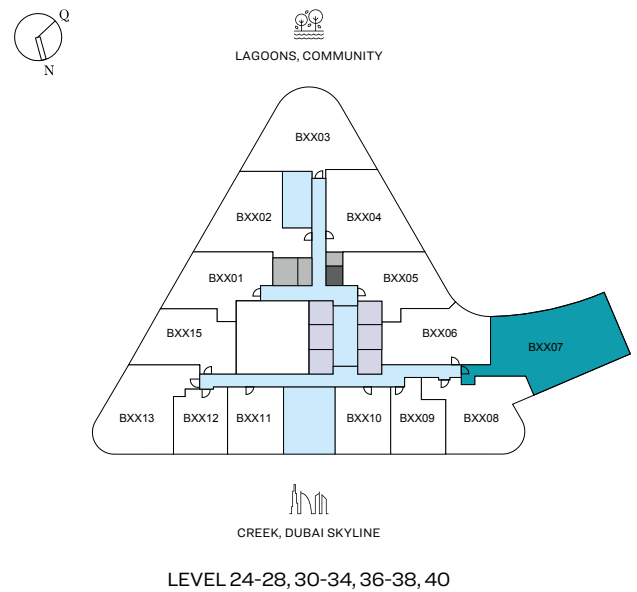 Q
N
LAGOONS, COMMUNITY
BXX03
BXX02
BXX04
BXX01
BXX05
BXX15
BXX06
BXX07
BXX13
BXX12
BXX11
BXX10
BXX09
BXX08
CREEK, DUBAI SKYLINE
LEVEL 24-28, 30-34, 36-38, 40